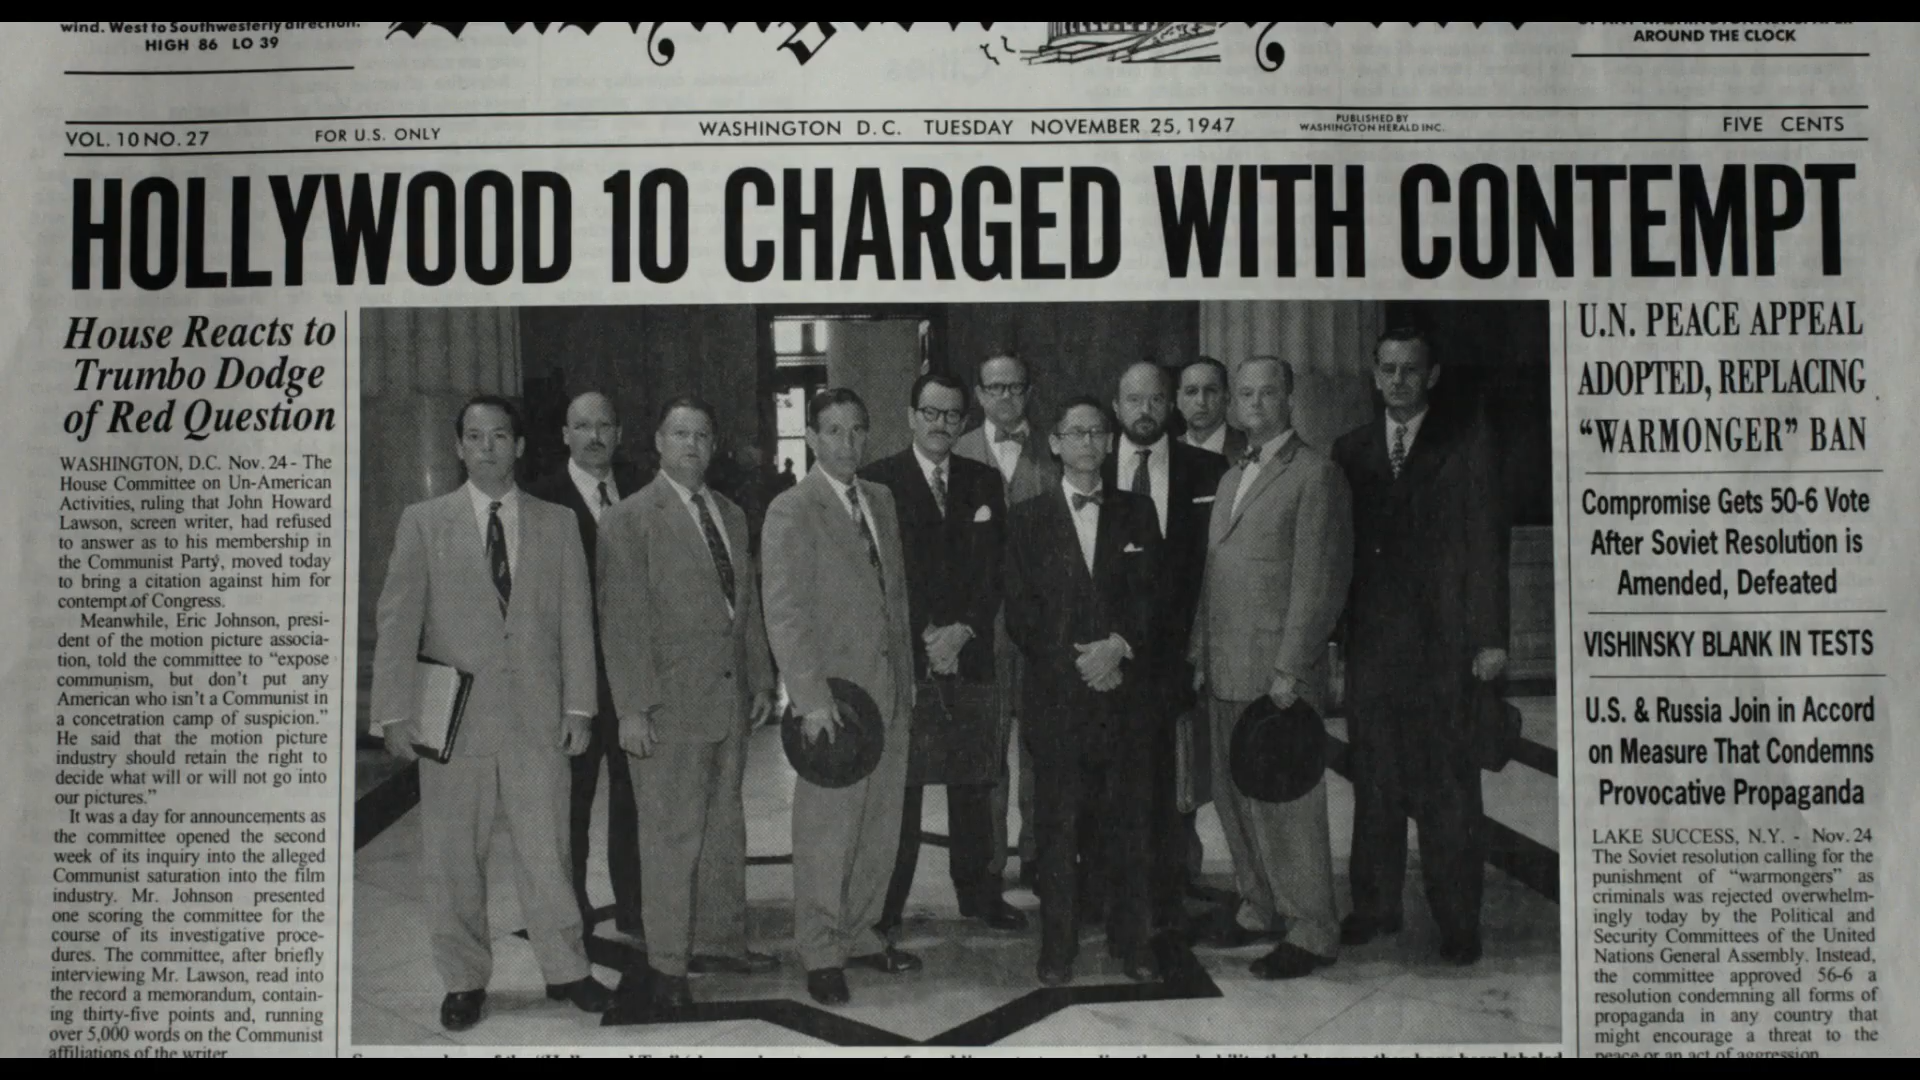 wind. West to Southwesterly direction.
HIGH 86 LO 39
AROUND THE CLOCK
VOL. 10 NO. 27
FOR U.S. ONLY
WASHINGTON D.C. TUESDAY NOVEMBER 25, 1947
PUBLISHED BY
WASHINGTON HERALD INC.
FIVE CENTS
HOLLYWOOD 10 CHARGED WITH CONTEMPT
House Reacts to
Trumbo Dodge
of Red Question
WASHINGTON, D.C. Nov. 24 - The
House Committee on Un-American
Activities, ruling that John Howard
Lawson, screen writer, had refused
to answer as to his membership in
the Communist Party, moved today
to bring a citation against him for
contempt of Congress.
Meanwhile, Eric Johnson, presi-
dent of the motion picture associa-
tion, told the committee to “expose
communism, but don’t put any
American who isn’t a Communist in
a concetration camp of suspicion.”
He said that the motion picture
industry should retain the right to
decide what will or will not go into
our pictures.”
It was a day for announcements as
the committee opened the second
week of its inquiry into the alleged
Communist saturation into the film
industry. Mr. Johnson presented
one scoring the committee for the
course of its investigative proce-
dures. The committee, after briefly
interviewing Mr. Lawson, read into
the record a memorandum, contain-
ing thirty-five points and, running
over 5,000 words on the Communist
affiliations of the writer
U.N. PEACE APPEAL
ADOPTED, REPLACING
“WARMONGER” BAN
Compromise Gets 50-6 Vote
After Soviet Resolution is
Amended, Defeated
VISHINSKY BLANK IN TESTS
U.S. & Russia Join in Accord
on Measure That Condemns
Provocative Propaganda
LAKE SUCCESS, N.Y. - Nov. 24
The Soviet resolution calling for the
punishment of “warmongers” as
criminals was rejected overwhelm-
ingly today by the Political and
Security Committees of the United
Nations General Assembly. Instead,
the committee approved 56-6 a
resolution condemning all forms of
propaganda in any country that
might encourage a threat to the
peace or an act of aggression